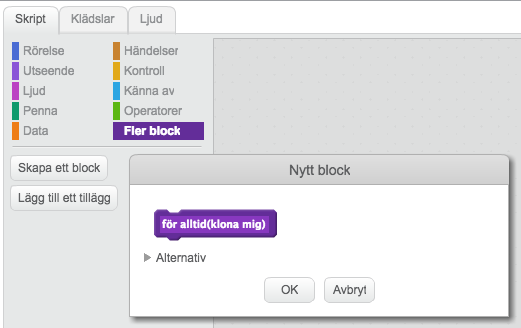 Skript Klädslar Ljud
Rörelse Händelser
Utseende Kontroll
Ljud Känna av
Penna Operatorer
Data Fler block
Skapa ett block
Lägg till ett tillägg
Nytt block
för alltid(klona mig)
Alternativ
OK Avbryt